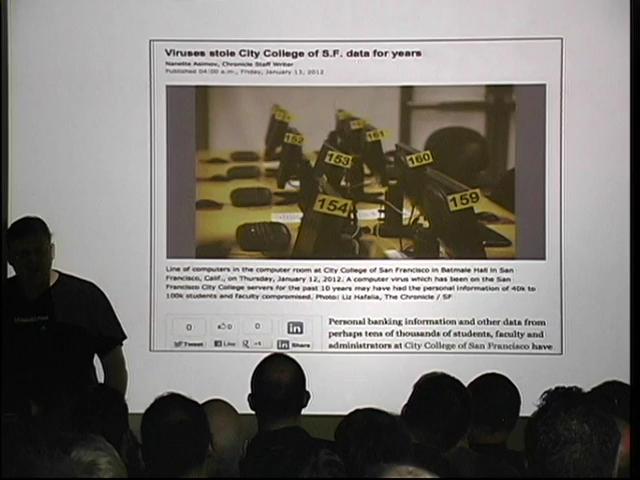 Viruses stole City College of S.F. data for years
Nanette Asimov, Chronicle Staff Writer
Published 04:00 a.m., Friday, January 13, 2012
152
161
153
160
154
159
Line of computers in the computer room at City College of San Francisco in Batmale Hall in San
Francisco, Calif., on Thursday, January 12, 2012. A computer virus which has been on the San
Francisco City College servers for the past 10 years may have had the personal information of 40k to
100k students and faculty compromised. Photo: Liz Hafalia, The Chronicle / SF
0 0 0 in
Tweet Like +1 in Share
Personal banking information and other data from
perhaps tens of thousands of students, faculty and
administrators at City College of San Francisco have